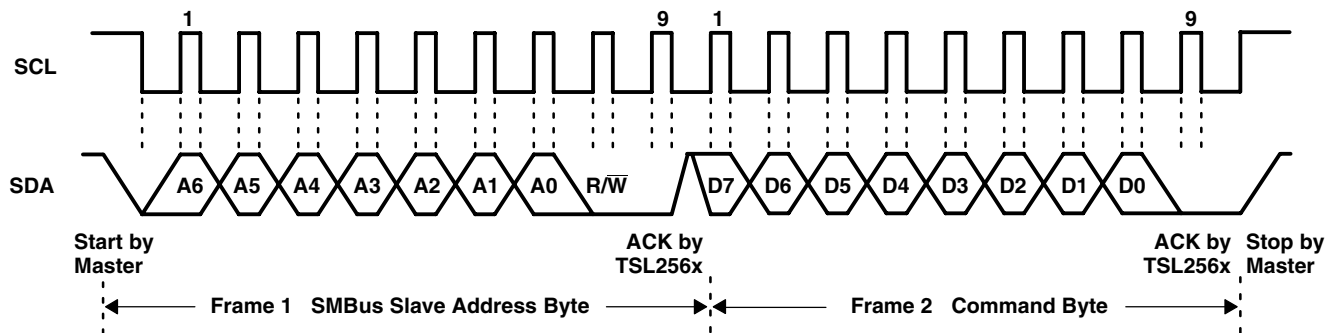 1 9 1 9
SCL
SDA A6 A5 A4 A3 A2 A1 A0 R/W̅ D7 D6 D5 D4 D3 D2 D1 D0
Start by Master
ACK by TSL256x
ACK by TSL256x
Stop by Master
Frame 1 SMBus Slave Address Byte
Frame 2 Command Byte